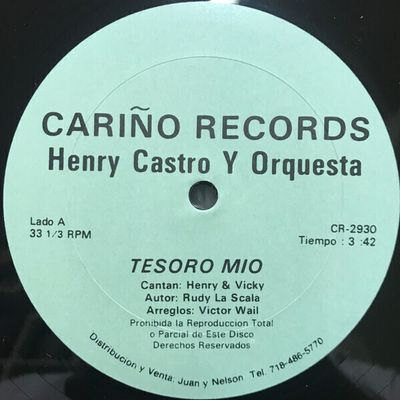 CARIÑO RECORDS
Henry Castro Y Orquesta
Lado A
33 1/3 RPM
CR-2930
Tiempo : 3 :42
TESORO MIO
Cantan: Henry & Vicky
Autor: Rudy La Scala
Arreglos: Victor Wail
Prohibida la Reproduccion Total
o Parcial de Este Disco
Derechos Reservados
Distribucion y Venta: Juan y Nelson Tel. 718-486-5770